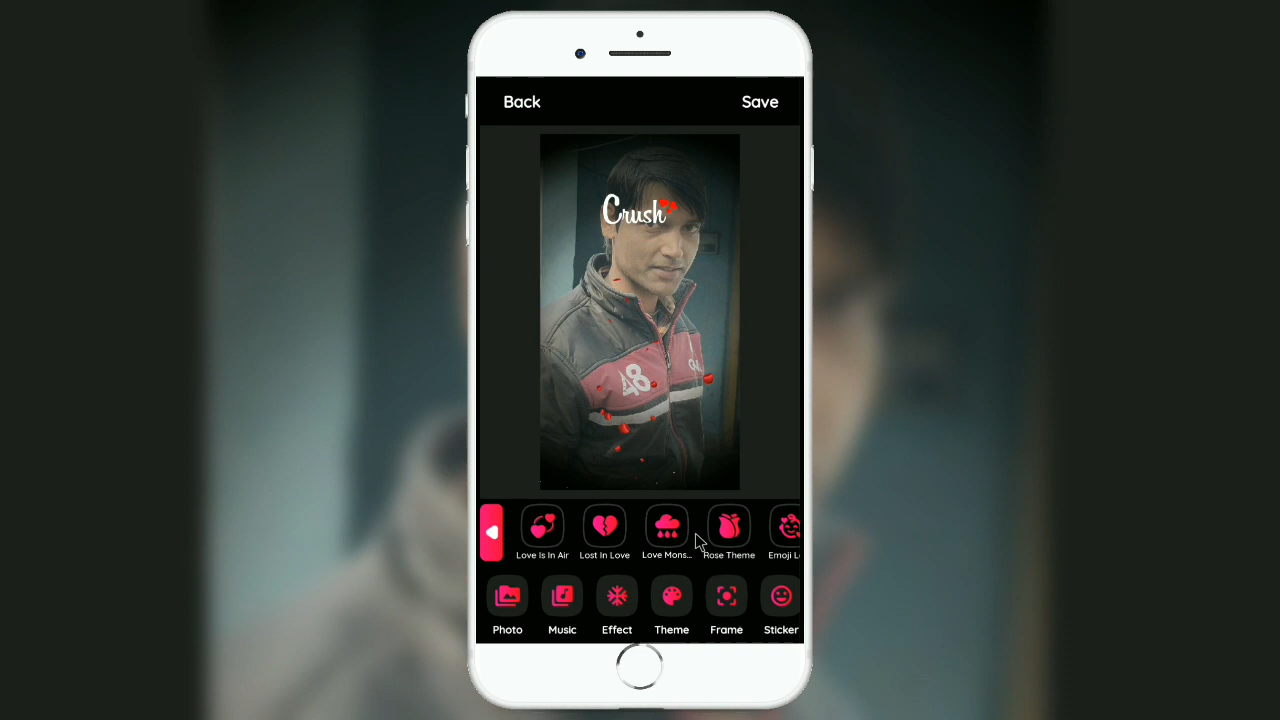 Back
Save
Crush
48
Love Is In Air
Lost In Love
Love Mons...
Rose Theme
Emoji L
Photo
Music
Effect
Theme
Frame
Sticker